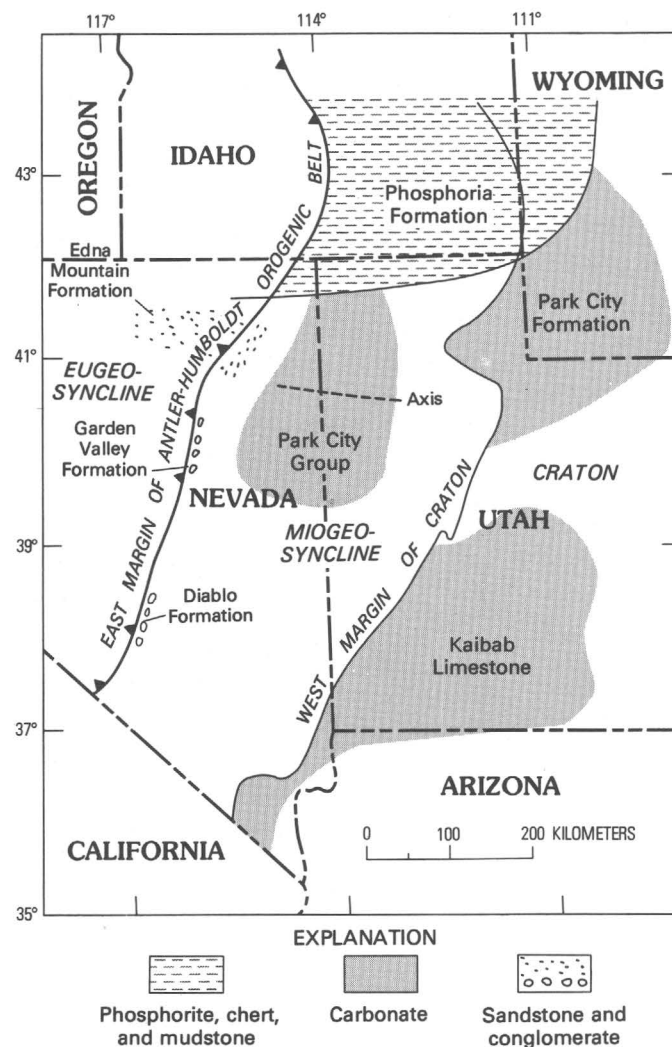 117°
114°
111°
WYOMING
OREGON
IDAHO
43°
Phosphoria
Formation
Edna
Mountain
Formation
EAST MARGIN OF ANTLER-HUMBOLDT OROGENIC BELT
Park City
Formation
41°
EUGEO-
SYNCLINE
Axis
Garden
Valley
Formation
Park City
Group
NEVADA
CRATON
UTAH
MIOGEO-
SYNCLINE
39°
WEST MARGIN OF CRATON
Diablo
Formation
Kaibab
Limestone
37°
ARIZONA
0 100 200 KILOMETERS
CALIFORNIA
35°
EXPLANATION
Phosphorite, chert,
and mudstone
Carbonate
Sandstone and
conglomerate